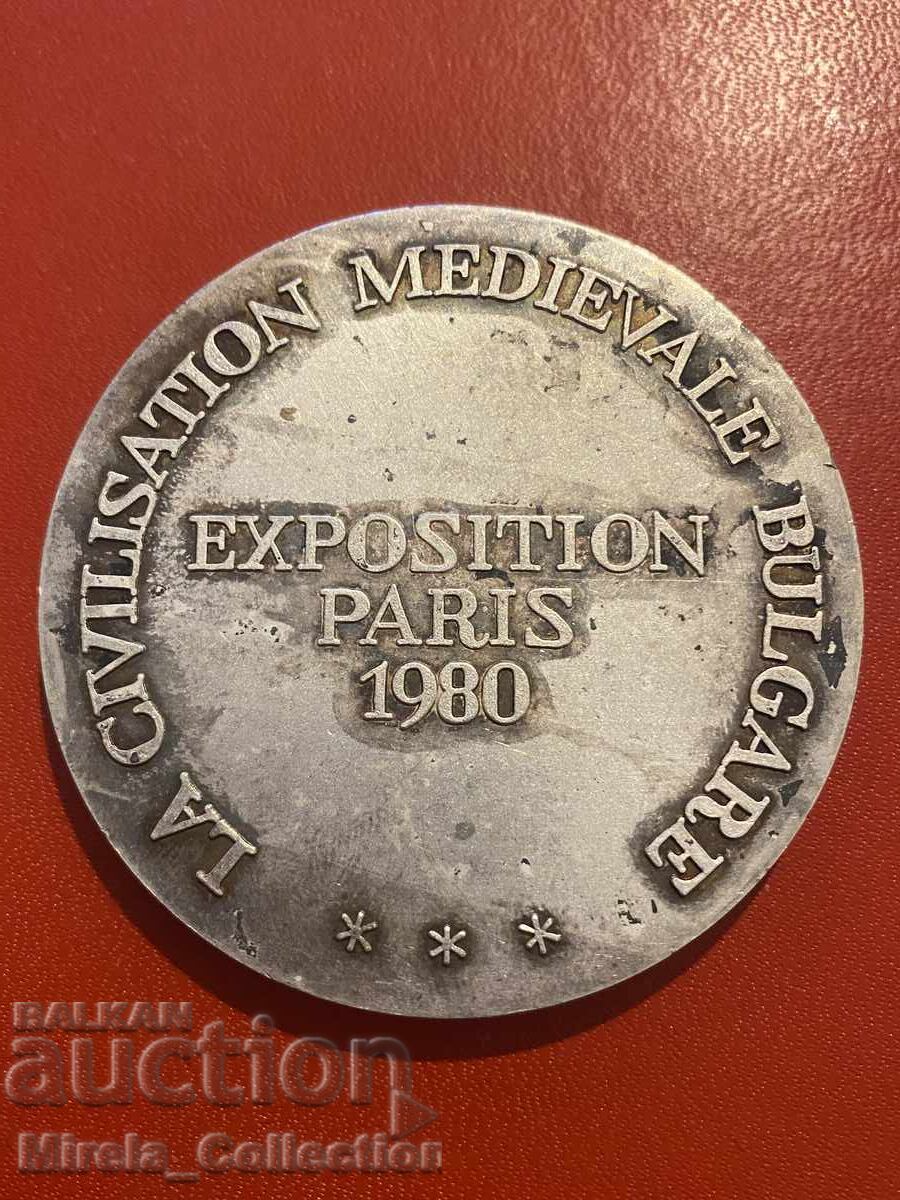 LA CIVILISATION MEDIEVALE BULGARE
EXPOSITION
PARIS
1980
* * *
BALKAN
auction
Mirela_Collection